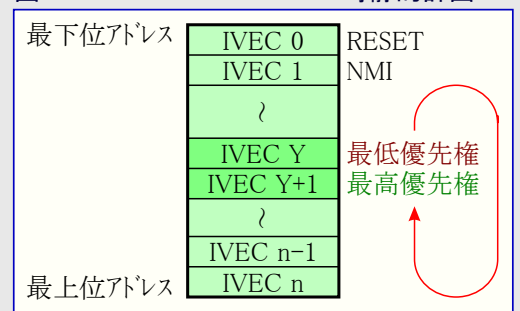 最下位アドレス
IVEC 0 RESET
IVEC 1 NMI
~
IVEC Y 最低優先権
IVEC Y+1 最高優先権
~
IVEC n-1
最上位アドレス IVEC n